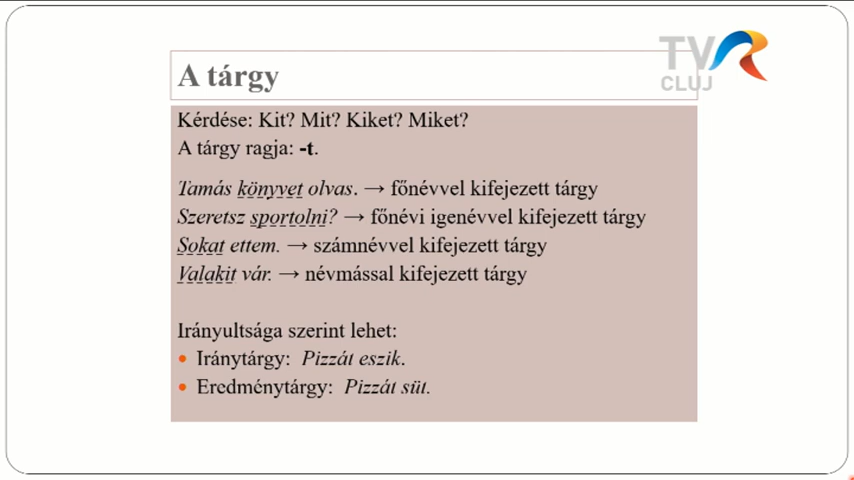 TVR
CLUJ
A tárgy
Kérdése: Kit? Mit? Kiket? Miket?
A tárgy ragja: -t.
Tamás könyvet olvas. → főnévvel kifejezett tárgy
Szeretsz sportolni? → főnévi igenévvel kifejezett tárgy
Sokat ettem. → számnévvel kifejezett tárgy
Valakit vár. → névmással kifejezett tárgy
Irányultsága szerint lehet:
• Iránytárgy: Pizzát eszik.
• Eredménytárgy: Pizzát süt.